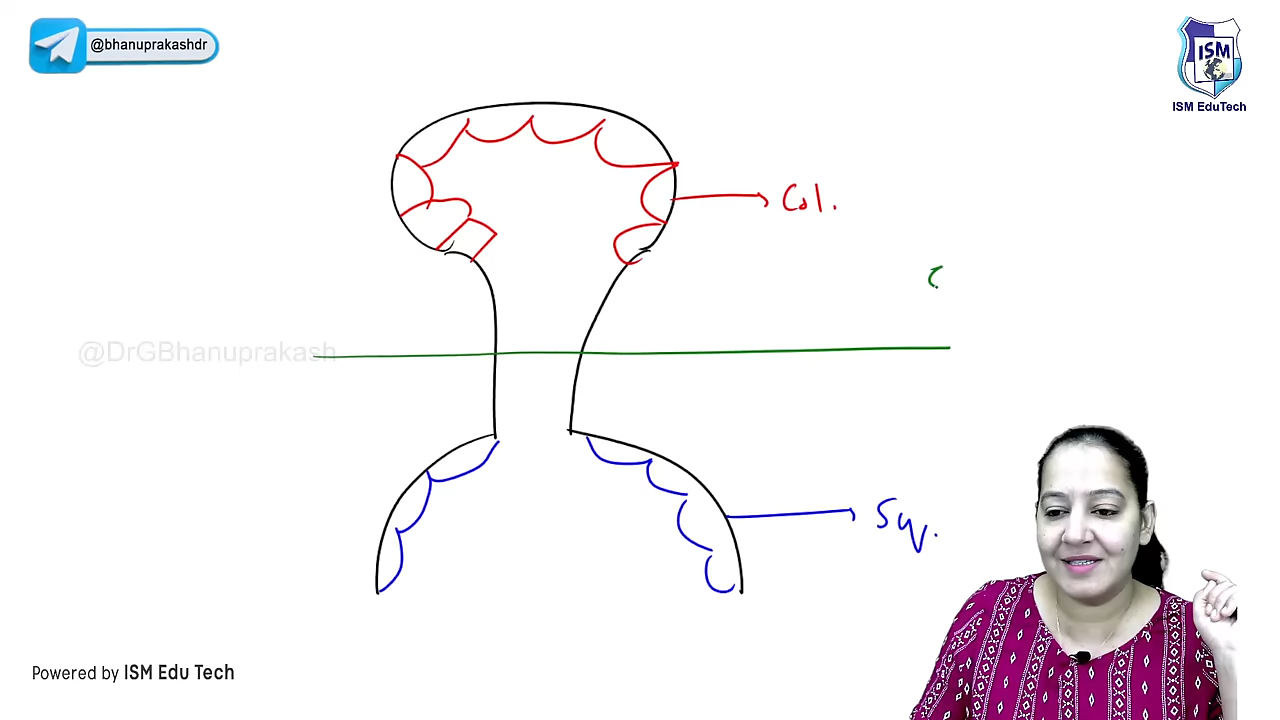 @bhanuprakashdr
ISM
ISM EduTech
Col.
@DrGBhanuprakash
Sq.
Powered by ISM Edu Tech